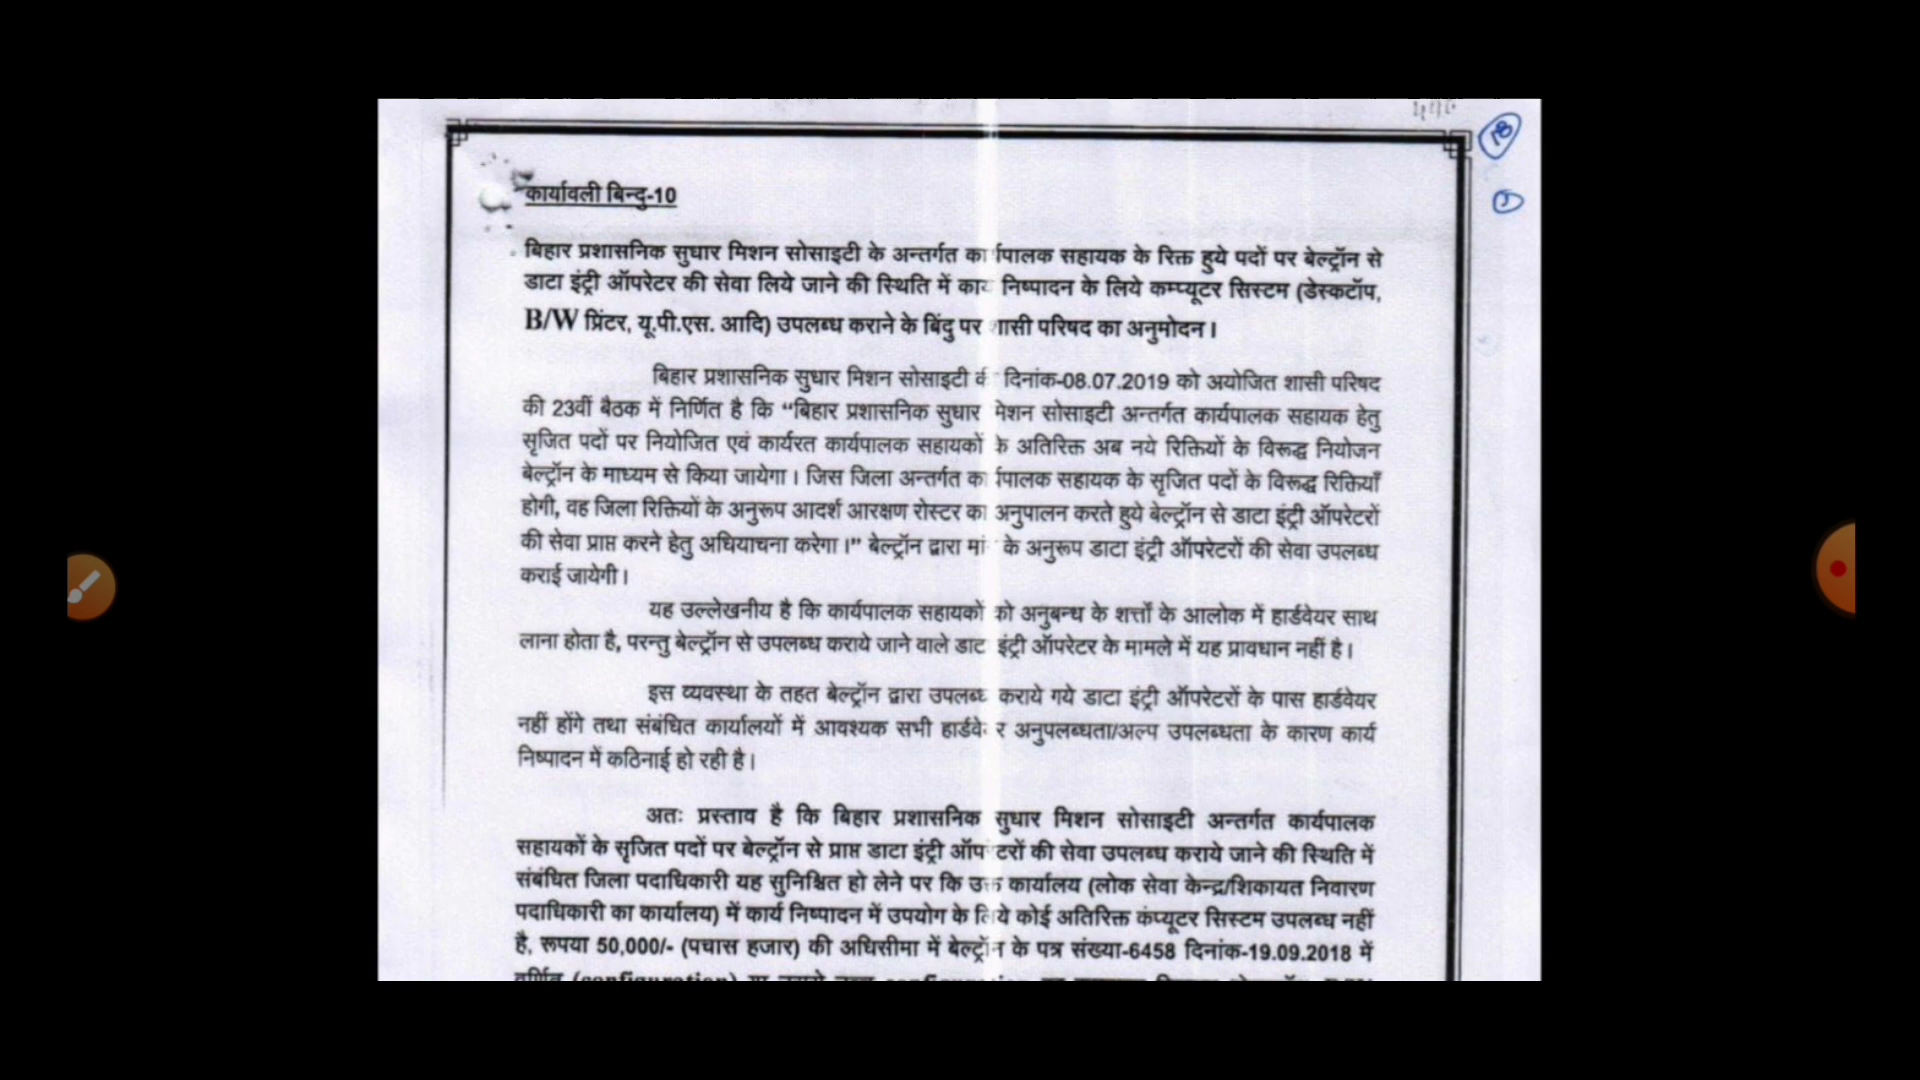 कार्यावली बिन्दु-10
बिहार प्रशासनिक सुधार मिशन सोसाइटी के अन्तर्गत कार्यपालक सहायक के रिक्त हुये पदों पर बेल्ट्रॉन से
डाटा इंट्री ऑपरेटर की सेवा लिये जाने की स्थिति में कार्य निष्पादन के लिये कम्प्यूटर सिस्टम (डेस्कटॉप,
B/W प्रिंटर, यू.पी.एस. आदि) उपलब्ध कराने के बिंदु पर शासी परिषद का अनुमोदन।
बिहार प्रशासनिक सुधार मिशन सोसाइटी की दिनांक-08.07.2019 को अयोजित शासी परिषद
की 23वीं बैठक में निर्णित है कि “बिहार प्रशासनिक सुधार मिशन सोसाइटी अन्तर्गत कार्यपालक सहायक हेतु
सृजित पदों पर नियोजित एवं कार्यरत कार्यपालक सहायकों के अतिरिक्त अब नये रिक्तियों के विरूद्ध नियोजन
बेल्ट्रॉन के माध्यम से किया जायेगा। जिस जिला अन्तर्गत कार्यपालक सहायक के सृजित पदों के विरूद्ध रिक्तियाँ
होगी, वह जिला रिक्तियों के अनुरूप आदर्श आरक्षण रोस्टर का अनुपालन करते हुये बेल्ट्रॉन से डाटा इंट्री ऑपरेटरों
की सेवा प्राप्त करने हेतु अधियाचना करेगा।” बेल्ट्रॉन द्वारा मांग के अनुरूप डाटा इंट्री ऑपरेटरों की सेवा उपलब्ध
कराई जायेगी।
यह उल्लेखनीय है कि कार्यपालक सहायकों को अनुबन्ध के शर्त्तो के आलोक में हार्डवेयर साथ
लाना होता है, परन्तु बेल्ट्रॉन से उपलब्ध कराये जाने वाले डाटा इंट्री ऑपरेटर के मामले में यह प्रावधान नहीं है।
इस व्यवस्था के तहत बेल्ट्रॉन द्वारा उपलब्ध कराये गये डाटा इंट्री ऑपरेटरों के पास हार्डवेयर
नहीं होंगे तथा संबंधित कार्यालयों में आवश्यक सभी हार्डवेयर अनुपलब्धता/अल्प उपलब्धता के कारण कार्य
निष्पादन में कठिनाई हो रही है।
अतः प्रस्ताव है कि बिहार प्रशासनिक सुधार मिशन सोसाइटी अन्तर्गत कार्यपालक
सहायकों के सृजित पदों पर बेल्ट्रॉन से प्राप्त डाटा इंट्री ऑपरेटरों की सेवा उपलब्ध कराये जाने की स्थिति में
संबंधित जिला पदाधिकारी यह सुनिश्चित हो लेने पर कि उक्त कार्यालय (लोक सेवा केन्द्र/शिकायत निवारण
पदाधिकारी का कार्यालय) में कार्य निष्पादन में उपयोग के लिये कोई अतिरिक्त कंप्यूटर सिस्टम उपलब्ध नहीं
है, रूपया 50,000/- (पचास हजार) की अधिसीमा में बेल्ट्रॉन के पत्र संख्या-6458 दिनांक-19.09.2018 में